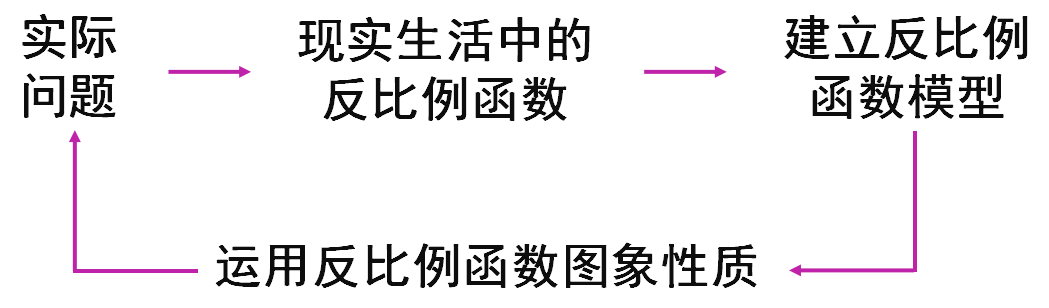 实际
问题
现实生活中的
反比例函数
建立反比例
函数模型
运用反比例函数图象性质